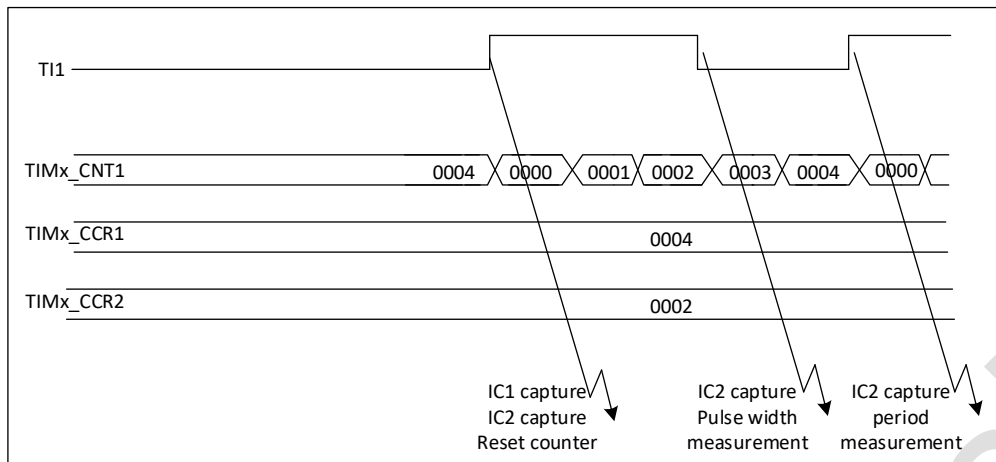 TI1
TIMx_CNT1
0004 0000 0001 0002 0003 0004 0000
TIMx_CCR1
0004
TIMx_CCR2
0002
IC1 capture
IC2 capture
Reset counter
IC2 capture
Pulse width
measurement
IC2 capture
period
measurement